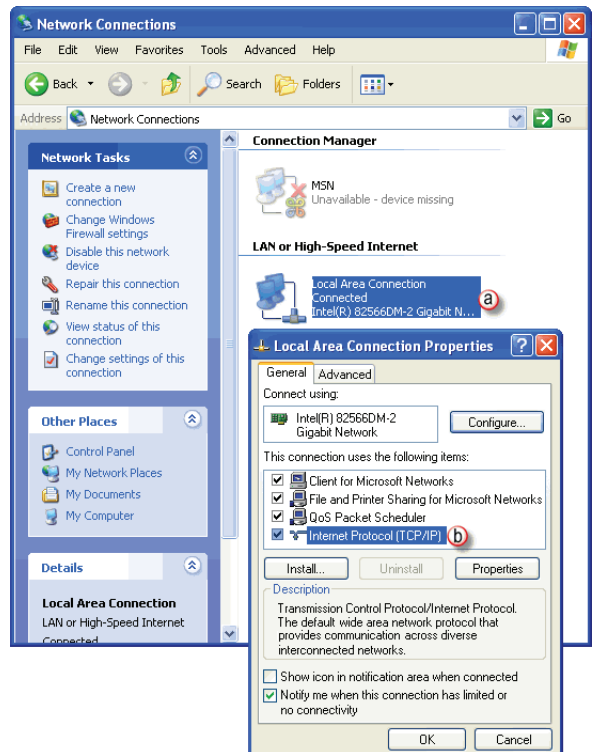 Network Connections
File Edit View Favorites Tools Advanced Help
Back Search Folders
Address Network Connections Go
Network Tasks
Create a new
connection
Change Windows
Firewall settings
Disable this network
device
Repair this connection
Rename this connection
View status of this
connection
Change settings of this
connection
Other Places
Control Panel
My Network Places
My Documents
My Computer
Details
Local Area Connection
LAN or High-Speed Internet
Connected
Connection Manager
MSN
Unavailable - device missing
LAN or High-Speed Internet
Local Area Connection
Connected
Intel(R) 82566DM-2 Gigabit N...
a
Local Area Connection Properties
General Advanced
Connect using:
Intel(R) 82566DM-2
Gigabit Network
Configure...
This connection uses the following items:
Client for Microsoft Networks
File and Printer Sharing for Microsoft Networks
QoS Packet Scheduler
Internet Protocol (TCP/IP) b
Install... Uninstall Properties
Description
Transmission Control Protocol/Internet Protocol.
The default wide area network protocol that
provides communication across diverse
interconnected networks.
Show icon in notification area when connected
Notify me when this connection has limited or
no connectivity
OK Cancel